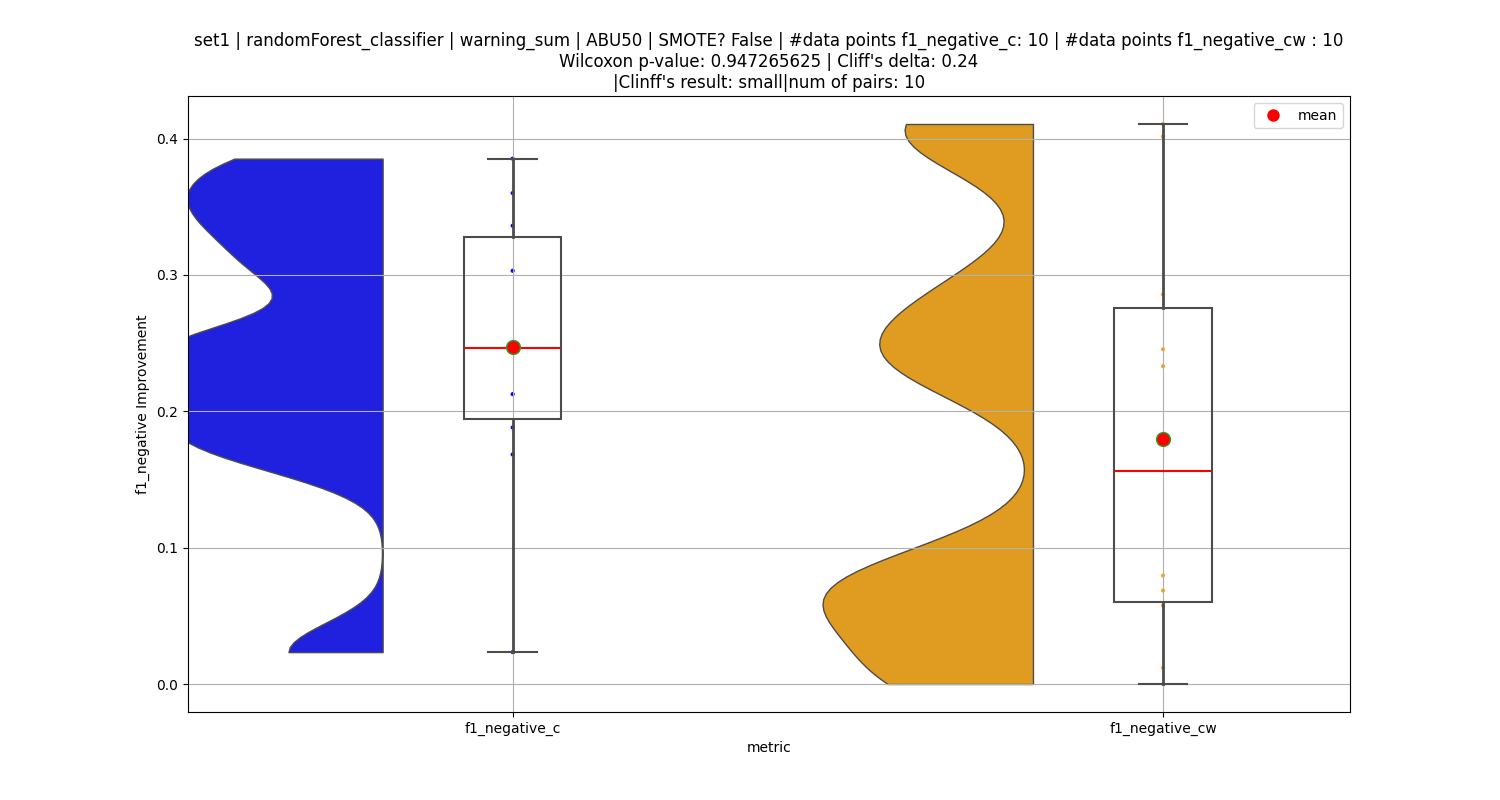 set1 | randomForest_classifier | warning_sum | ABU50 | SMOTE? False | #data points f1_negative_c: 10 | #data points f1_negative_cw : 10
Wilcoxon p-value: 0.947265625 | Cliff's delta: 0.24
|Clinff's result: small|num of pairs: 10
mean
0.4
0.3
0.2
0.1
0.0
f1_negative Improvement
f1_negative_c
f1_negative_cw
metric